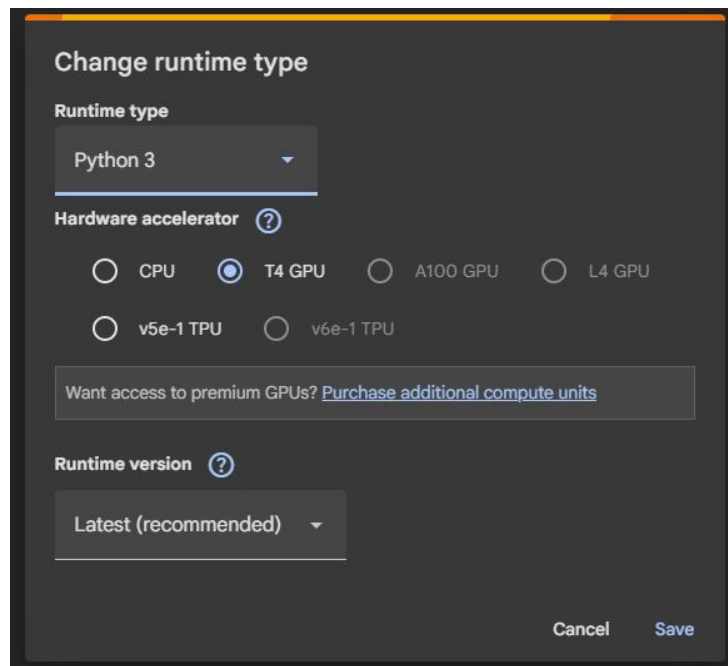 Change runtime type
Runtime type
Python 3
Hardware accelerator ?
CPU T4 GPU A100 GPU L4 GPU
v5e-1 TPU v6e-1 TPU
Want access to premium GPUs? Purchase additional compute units
Runtime version ?
Latest (recommended)
Cancel Save